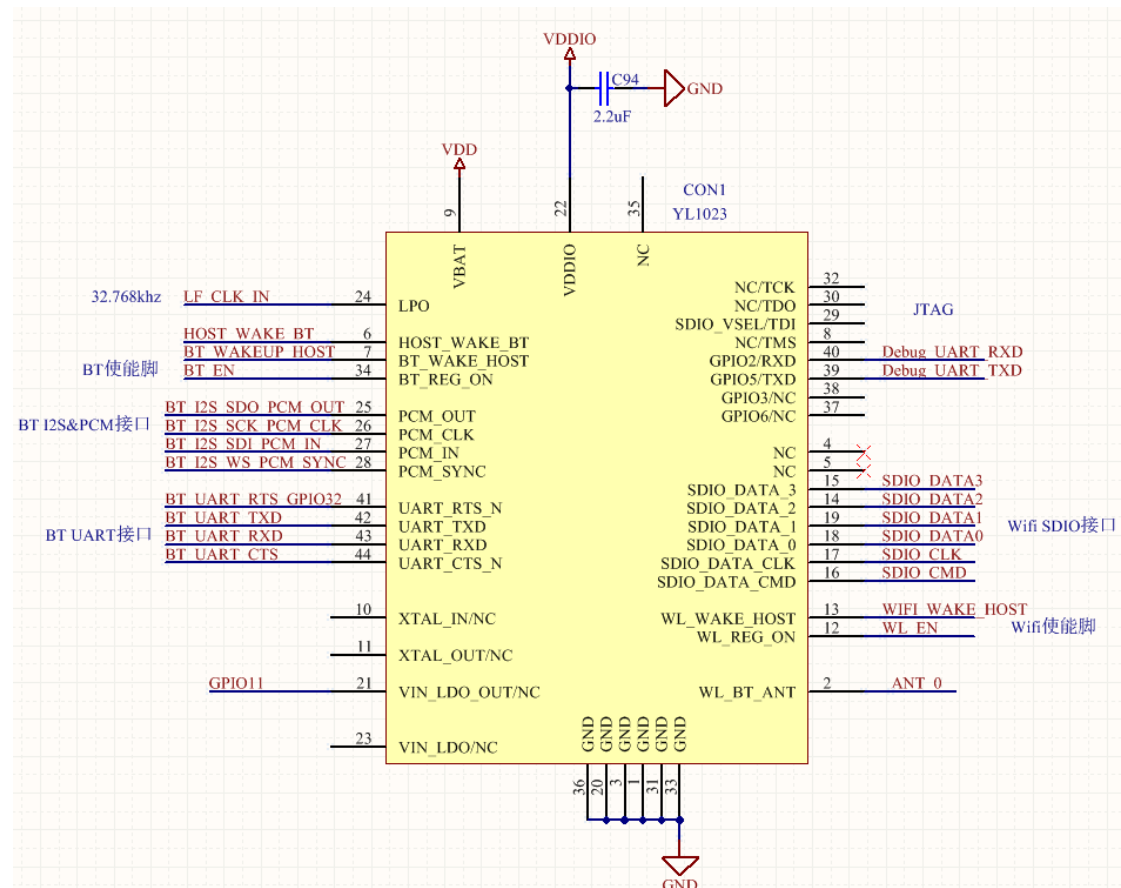 VDDIO
C94
GND
2.2uF
VDD
CON1
YL1023
9
22
35
VBAT
VDDIO
NC
32.768khz LF_CLK_IN 24 LPO
HOST_WAKE_BT 6 HOST_WAKE_BT
BT_WAKEUP_HOST 7 BT_WAKE_HOST
BT使能脚 BT_EN 34 BT_REG_ON
BT_I2S_SDO_PCM_OUT 25 PCM_OUT
BT I2S&PCM接口 BT_I2S_SCK_PCM_CLK 26 PCM_CLK
BT_I2S_SDI_PCM_IN 27 PCM_IN
BT_I2S_WS_PCM_SYNC 28 PCM_SYNC
BT_UART_RTS_GPIO32 41 UART_RTS_N
BT_UART_TXD 42 UART_TXD
BT UART接口 BT_UART_RXD 43 UART_RXD
BT_UART_CTS 44 UART_CTS_N
10 XTAL_IN/NC
11 XTAL_OUT/NC
GPIO11 21 VIN_LDO_OUT/NC
23 VIN_LDO/NC
NC/TCK 32
NC/TDO 30
JTAG
SDIO_VSEL/TDI 29
NC/TMS 8
GPIO2/RXD 40 Debug_UART_RXD
GPIO5/TXD 39 Debug_UART_TXD
GPIO3/NC 38
GPIO6/NC 37
NC 4
NC 5
SDIO_DATA_3 15 SDIO_DATA3
SDIO_DATA_2 14 SDIO_DATA2
SDIO_DATA_1 19 SDIO_DATA1 Wifi SDIO接口
SDIO_DATA_0 18 SDIO_DATA0
SDIO_DATA_CLK 17 SDIO_CLK
SDIO_DATA_CMD 16 SDIO_CMD
WL_WAKE_HOST 13 WIFI_WAKE_HOST
WL_REG_ON 12 WL_EN Wifi使能脚
WL_BT_ANT 2 ANT_0
GND GND GND GND GND GND
36 20 3 1 31 33
GND